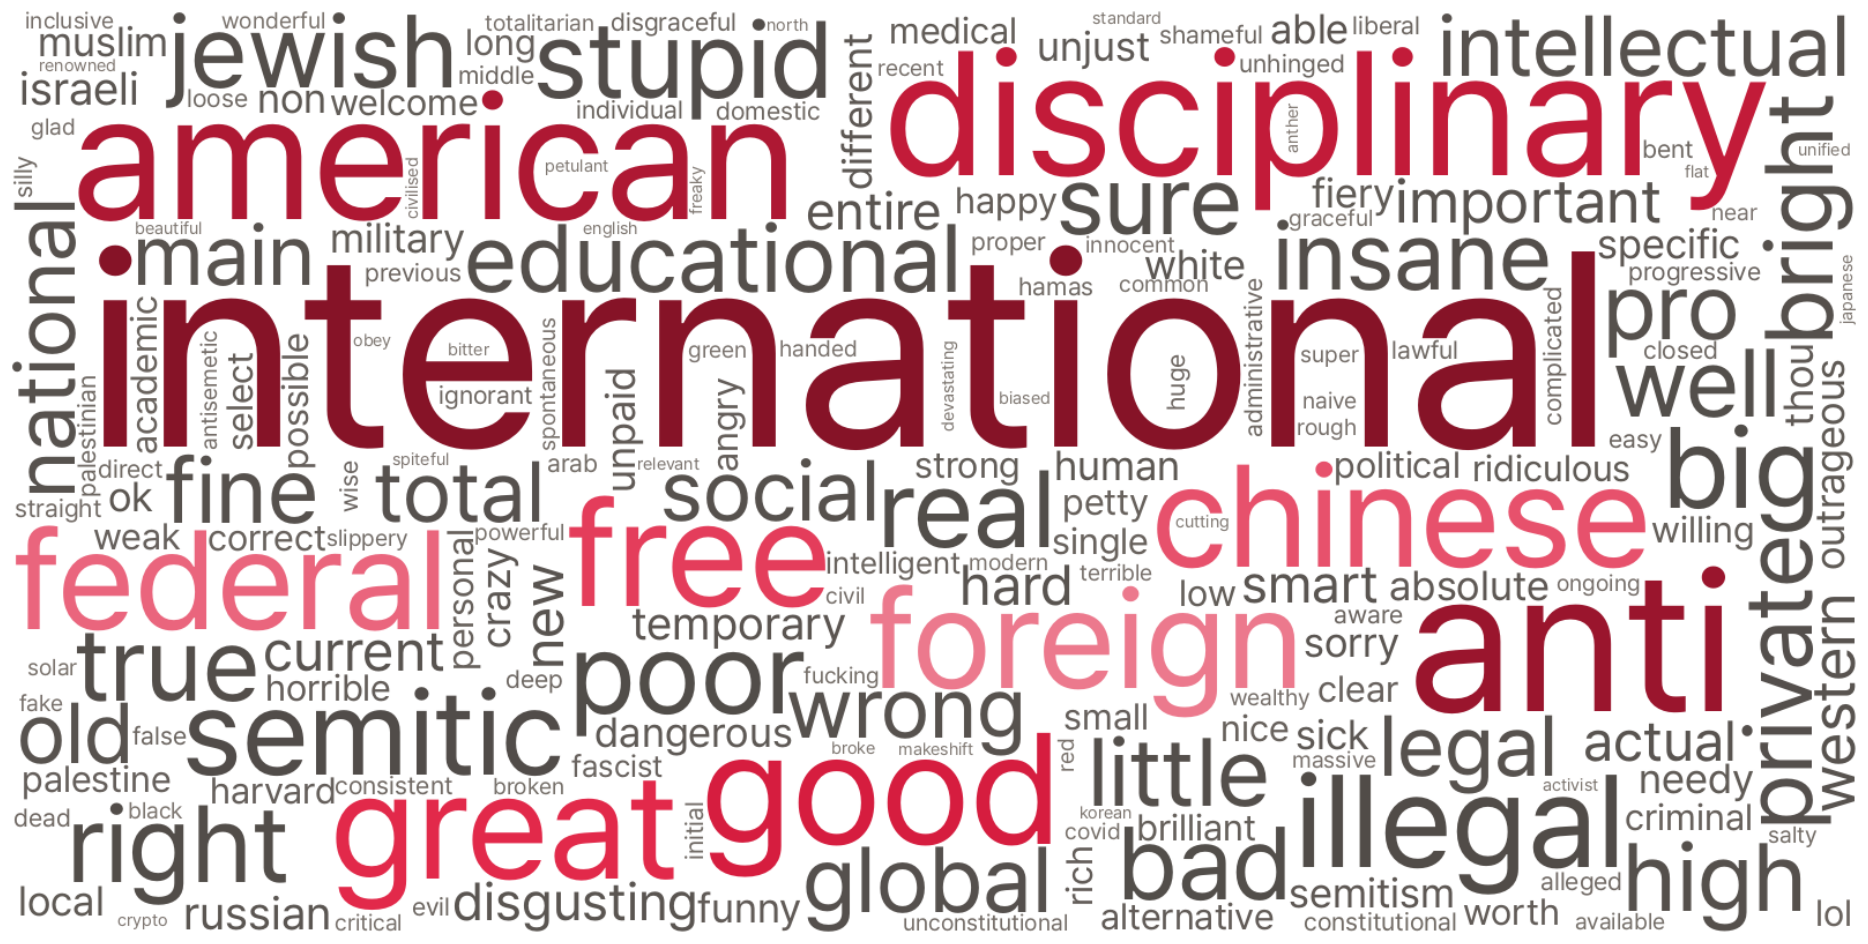 inclusive wonderful totalitarian disgraceful north standard shameful able liberal intellectual
muslim jewish long stupid medical unjust
renowned middle recent unhinged
israeli loose non welcome individual domestic different disciplinary bright
glad american anther bent unified
silly civilised petulant freaky flat
entire happy sure fiery important near
beautiful english graceful
national main military educational proper innocent insane specific
previous white progressive
hamas common pro japanese
international
academic antisemetic select possible obey bitter spontaneous green handed devastating huge administrative super lawful complicated closed
ignorant unpaid angry biased naive well thou outrageous
palestinian rough easy
direct fine wise spiteful arab relevant strong human political ridiculous big
ok total social real petty chinese
straight cutting willing
weak correct slippery powerful free single privated
federal personal crazy intelligent modern terrible
new civil hard low smart absolute ongoing
temporary foreign aware anti western
true current poor sorry
solar horrible deep fucking wealthy clear
fake semitic wrong small
old false dangerous broke makeshift red nice sick legal actual
palestine fascist little massive
harvard consistent broken good illegal activist needy
dead black great initial korean criminal
right covid brilliant salty
global rich bad high
local evil disgusting funny semitism alleged
crypto russian critical unconstitutional alternative constitutional worth available lol